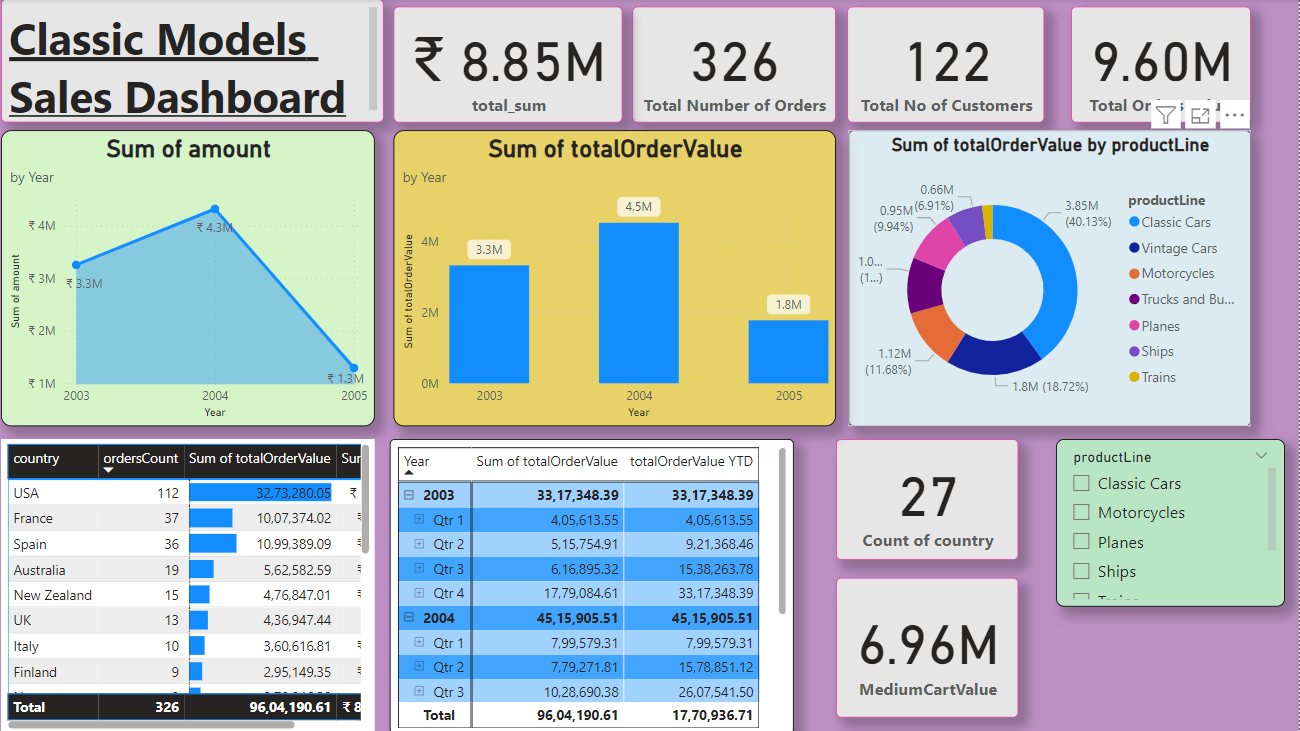 Classic Models
Sales Dashboard
₹ 8.85M
total_sum
326
Total Number of Orders
122
Total No of Customers
9.60M
Total
Sum of amount
by Year
Sum of amount
₹ 4M
₹ 3M
₹ 2M
₹ 1M
₹ 3.3M
₹ 4.3M
₹ 1.3M
2003 2004 2005
Year
Sum of totalOrderValue
by Year
Sum of totalOrderValue
4M
2M
0M
3.3M
4.5M
1.8M
2003 2004 2005
Year
Sum of totalOrderValue by productLine
0.66M
(6.91%)
0.95M
(9.94%)
1.0...
(1...)
1.12M
(11.68%)
1.8M (18.72%)
3.85M
(40.13%)
productLine
Classic Cars
Vintage Cars
Motorcycles
Trucks and Bu...
Planes
Ships
Trains
country ordersCount Sum of totalOrderValue Sur
USA 112 32,73,280.05 ₹
France 37 10,07,374.02
Spain 36 10,99,389.09 ₹
Australia 19 5,62,582.59
New Zealand 15 4,76,847.01
UK 13 4,36,947.44
Italy 10 3,60,616.81
Finland 9 2,95,149.35
Total 326 96,04,190.61 ₹ 8
Year Sum of totalOrderValue totalOrderValue YTD
2003 33,17,348.39 33,17,348.39
Qtr 1 4,05,613.55 4,05,613.55
Qtr 2 5,15,754.91 9,21,368.46
Qtr 3 6,16,895.32 15,38,263.78
Qtr 4 17,79,084.61 33,17,348.39
2004 45,15,905.51 45,15,905.51
Qtr 1 7,99,579.31 7,99,579.31
Qtr 2 7,79,271.81 15,78,851.12
Qtr 3 10,28,690.38 26,07,541.50
Total 96,04,190.61 17,70,936.71
27
Count of country
6.96M
MediumCartValue
productLine
Classic Cars
Motorcycles
Planes
Ships